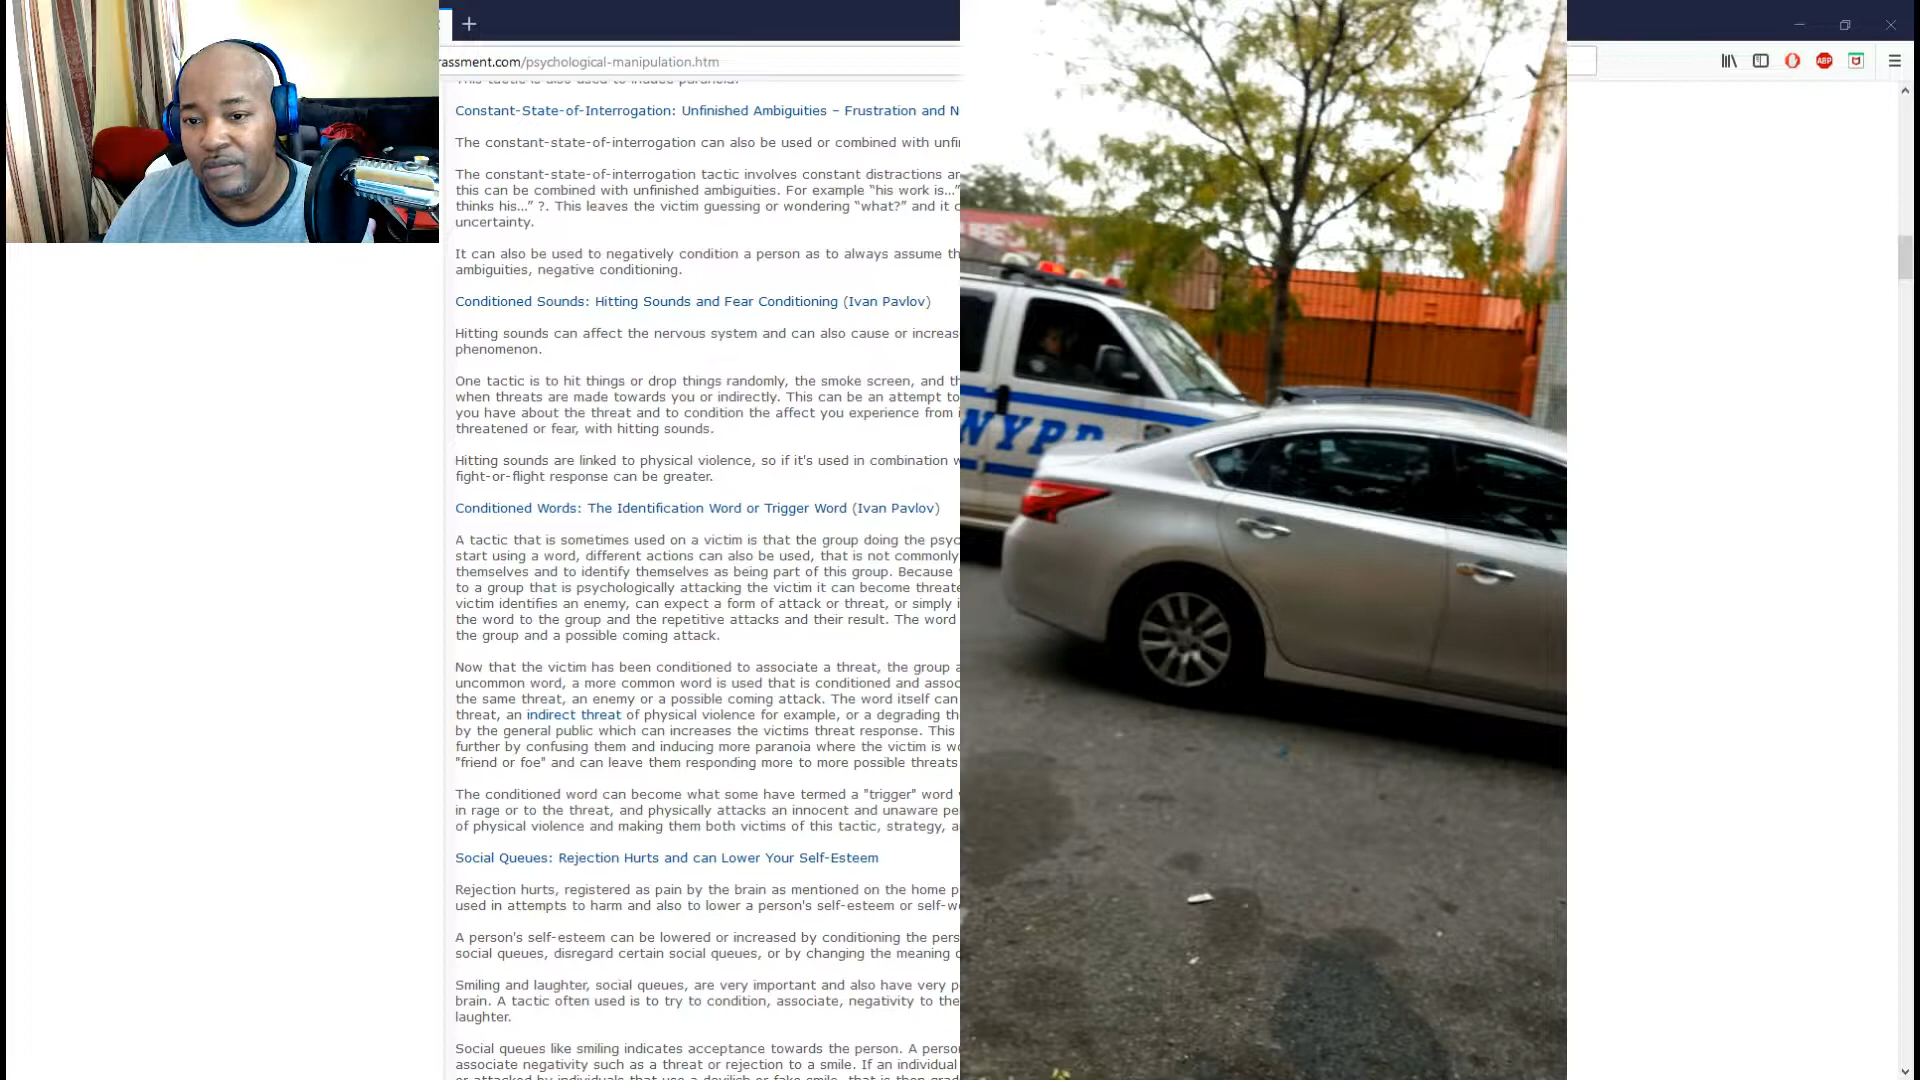 rassment.com/psychological-manipulation.htm
ABP
This tactic is also used to induce paranoia.
Constant-State-of-Interrogation: Unfinished Ambiguities – Frustration and N
The constant-state-of-interrogation can also be used or combined with unfi
The constant-state-of-interrogation tactic involves constant distractions an
this can be combined with unfinished ambiguities. For example “his work is...”
thinks his...” ?. This leaves the victim guessing or wondering “what?” and it c
uncertainty.
It can also be used to negatively condition a person as to always assume th
ambiguities, negative conditioning.
Conditioned Sounds: Hitting Sounds and Fear Conditioning (Ivan Pavlov)
Hitting sounds can affect the nervous system and can also cause or increas
phenomenon.
One tactic is to hit things or drop things randomly, the smoke screen, and th
when threats are made towards you or indirectly. This can be an attempt to
you have about the threat and to condition the affect you experience from i
threatened or fear, with hitting sounds.
Hitting sounds are linked to physical violence, so if it's used in combination w
fight-or-flight response can be greater.
Conditioned Words: The Identification Word or Trigger Word (Ivan Pavlov)
A tactic that is sometimes used on a victim is that the group doing the psyc
start using a word, different actions can also be used, that is not commonly
themselves and to identify themselves as being part of this group. Because
to a group that is psychologically attacking the victim it can become threate
victim identifies an enemy, can expect a form of attack or threat, or simply i
the word to the group and the repetitive attacks and their result. The word
the group and a possible coming attack.
Now that the victim has been conditioned to associate a threat, the group a
uncommon word, a more common word is used that is conditioned and assoc
the same threat, an enemy or a possible coming attack. The word itself can
threat, an indirect threat of physical violence for example, or a degrading th
by the general public which can increases the victims threat response. This
further by confusing them and inducing more paranoia where the victim is wo
"friend or foe" and can leave them responding more to more possible threats
The conditioned word can become what some have termed a "trigger" word
in rage or to the threat, and physically attacks an innocent and unaware pe
of physical violence and making them both victims of this tactic, strategy, a
Social Queues: Rejection Hurts and can Lower Your Self-Esteem
Rejection hurts, registered as pain by the brain as mentioned on the home p
used in attempts to harm and also to lower a person's self-esteem or self-wo
A person's self-esteem can be lowered or increased by conditioning the pers
social queues, disregard certain social queues, or by changing the meaning o
Smiling and laughter, social queues, are very important and also have very p
brain. A tactic often used is to try to condition, associate, negativity to the
laughter.
Social queues like smiling indicates acceptance towards the person. A perso
associate negativity such as a threat or rejection to a smile. If an individual
NYPD